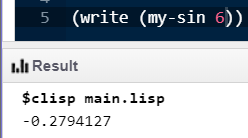 5 (write (my-sin 6))
Result
$clisp main.lisp
-0.2794127